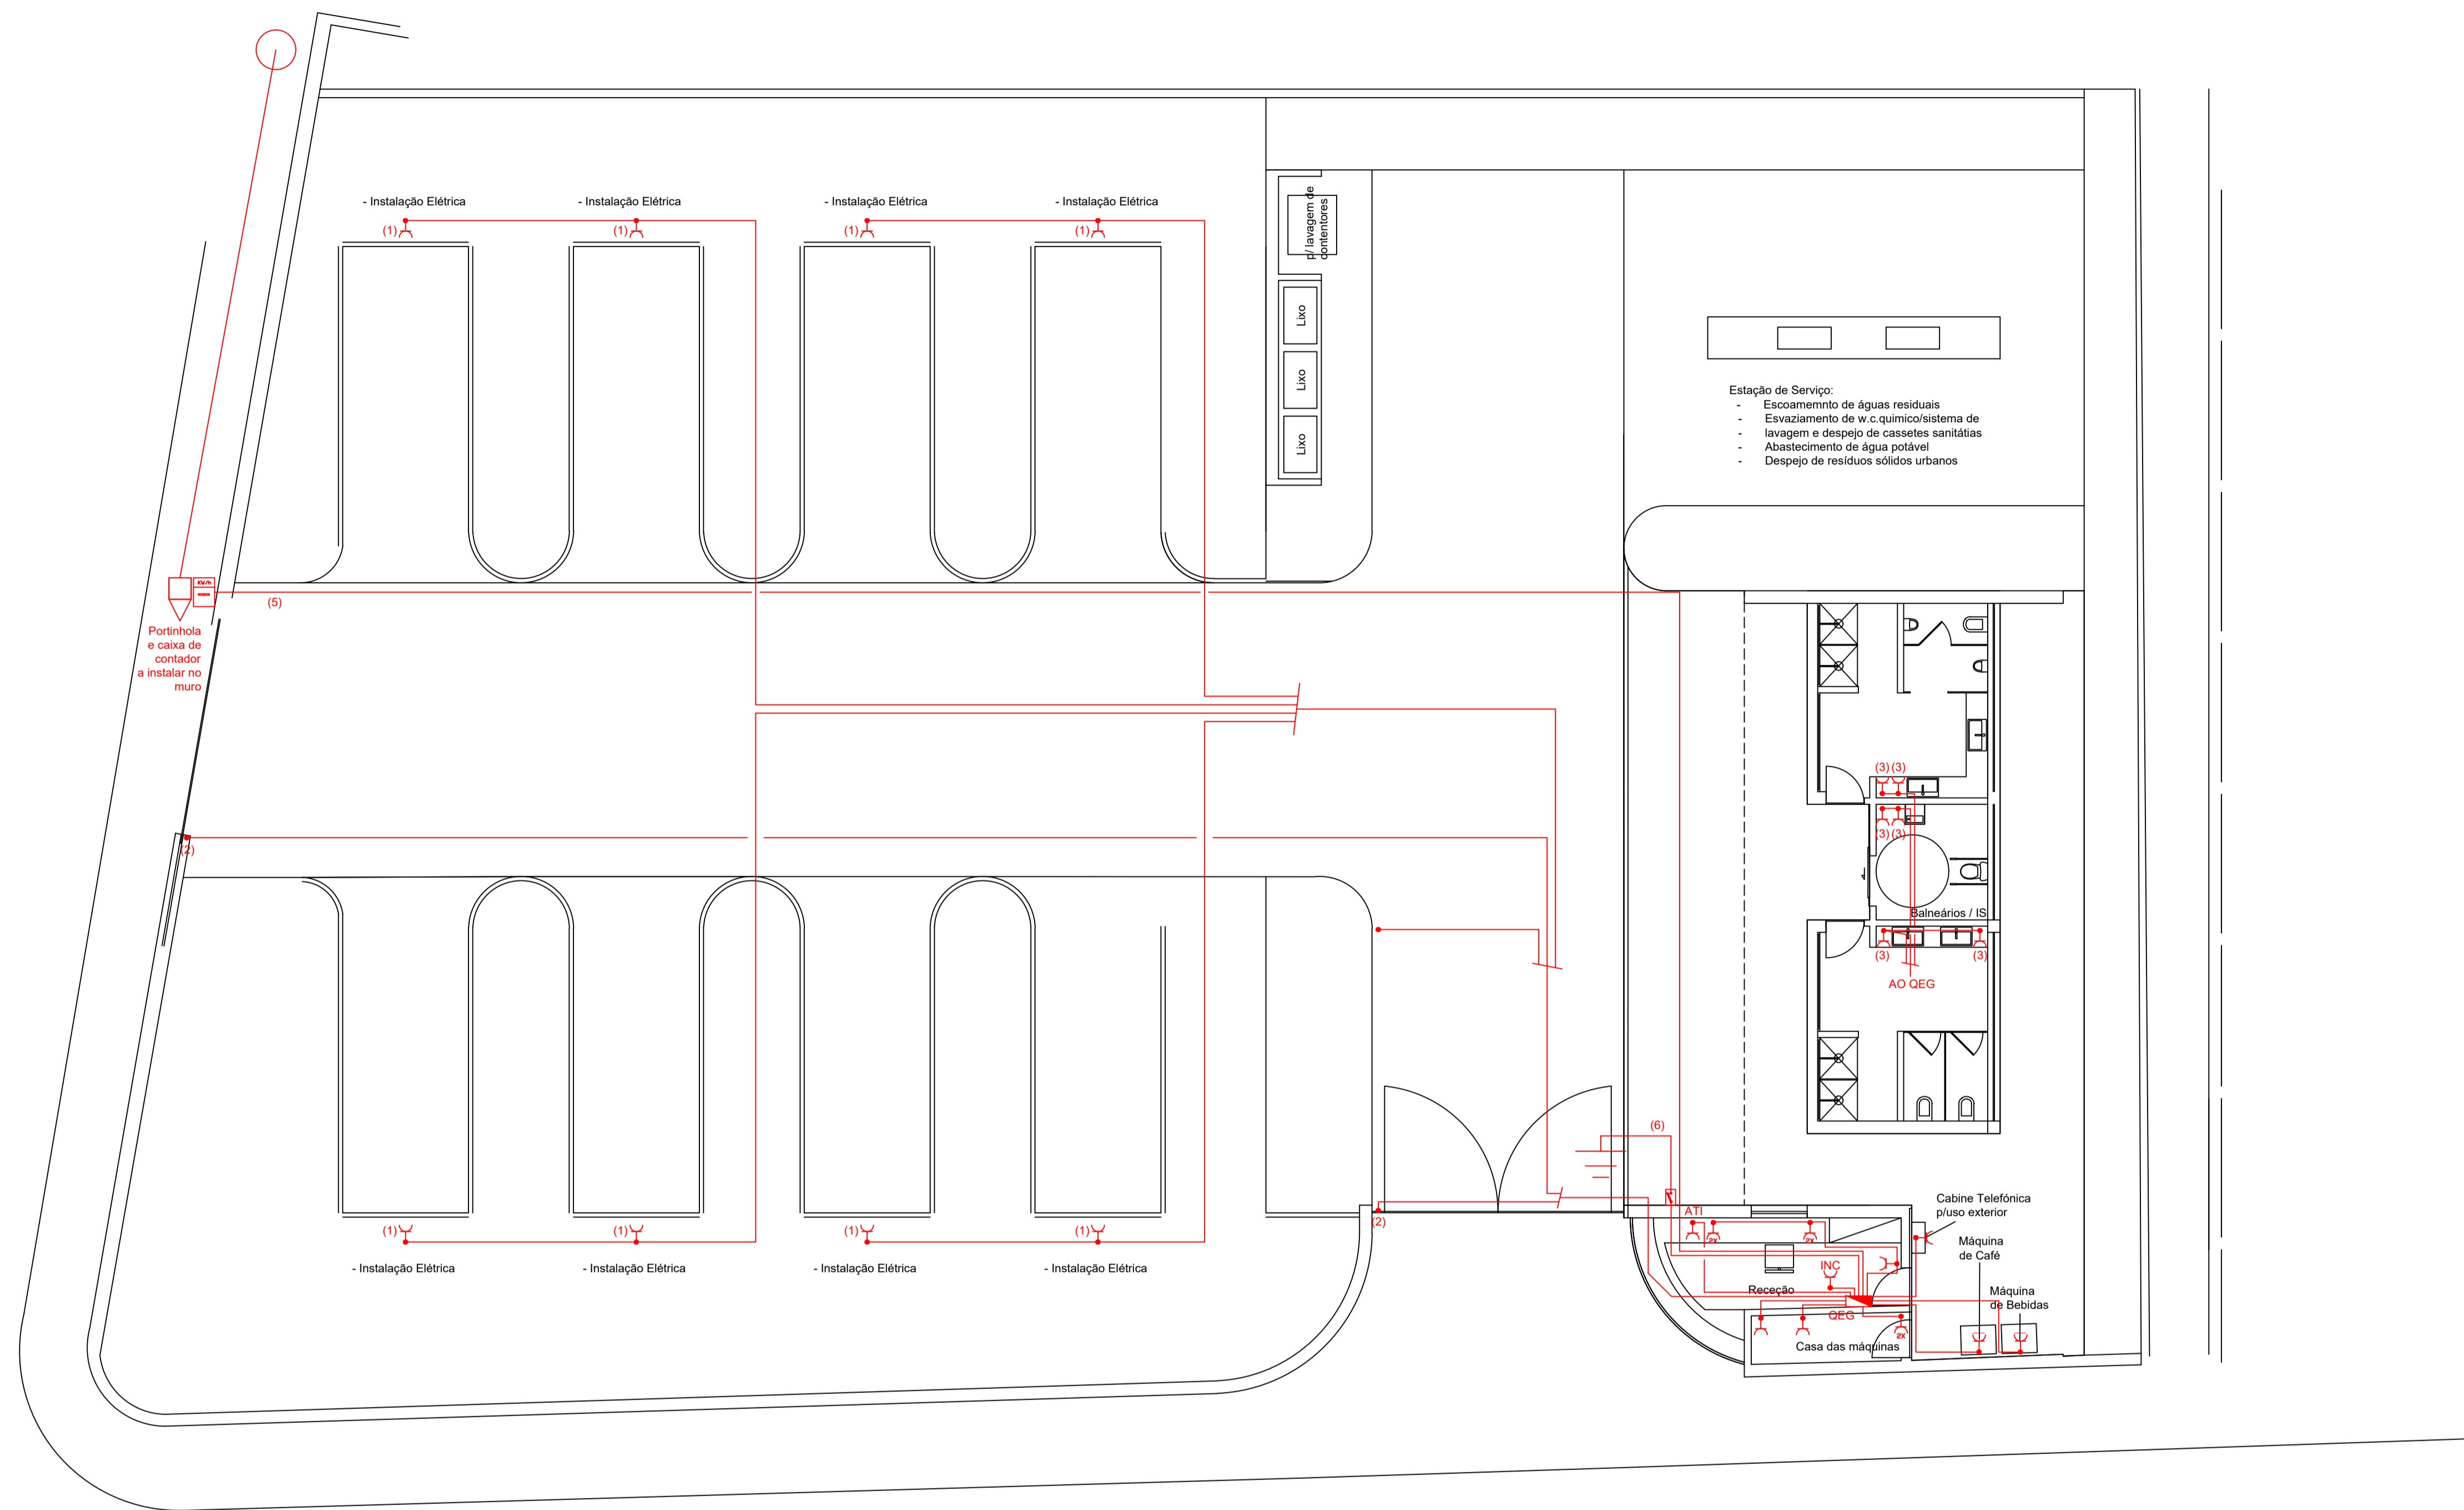 - Instalação Elétrica
- Instalação Elétrica
- Instalação Elétrica
- Instalação Elétrica
(1)
(1)
(1)
(1)
p/ lavagem de
contentores
Lixo
Lixo
Lixo
Estação de Serviço:
- Escoamemnto de águas residuais
- Esvaziamento de w.c.quimico/sistema de
- lavagem e despejo de cassetes sanitátias
- Abastecimento de água potável
- Despejo de resíduos sólidos urbanos
KV/h
(5)
Portinhola
e caixa de
contador
a instalar no
muro
(3) (3)
(3) (3)
(2)
Balneários / IS
(3)
(3)
AO QEG
(6)
Cabine Telefónica
p/uso exterior
ATI
(2)
(1)
(1)
(1)
(1)
2X
2X
Máquina
de Café
- Instalação Elétrica
- Instalação Elétrica
- Instalação Elétrica
- Instalação Elétrica
INC
Receção
Máquina
de Bebidas
QEG
2X
Casa das máquinas